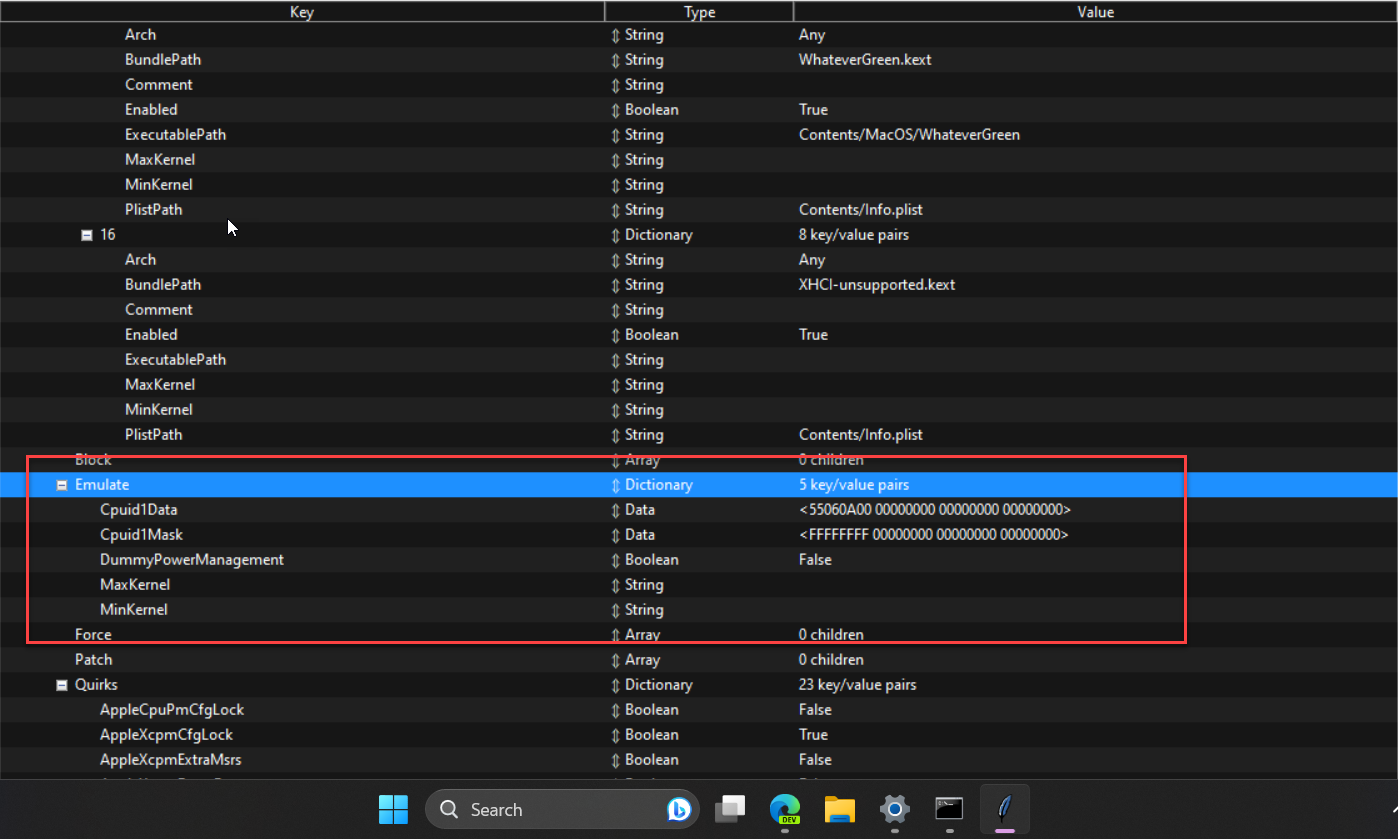 Key Type Value
Arch String Any
BundlePath String WhateverGreen.kext
Comment String
Enabled Boolean True
ExecutablePath String Contents/MacOS/WhateverGreen
MaxKernel String
MinKernel String
PlistPath String Contents/Info.plist
16 Dictionary 8 key/value pairs
Arch String Any
BundlePath String XHCI-unsupported.kext
Comment String
Enabled Boolean True
ExecutablePath String
MaxKernel String
MinKernel String
PlistPath String Contents/Info.plist
Block Array 0 children
Emulate Dictionary 5 key/value pairs
Cpuid1Data Data <55060A00 00000000 00000000 00000000>
Cpuid1Mask Data <FFFFFFFF 00000000 00000000 00000000>
DummyPowerManagement Boolean False
MaxKernel String
MinKernel String
Force Array 0 children
Patch Array 0 children
Quirks Dictionary 23 key/value pairs
AppleCpuPmCfgLock Boolean False
AppleXcpmCfgLock Boolean True
AppleXcpmExtraMsrs Boolean False
Search
DEV